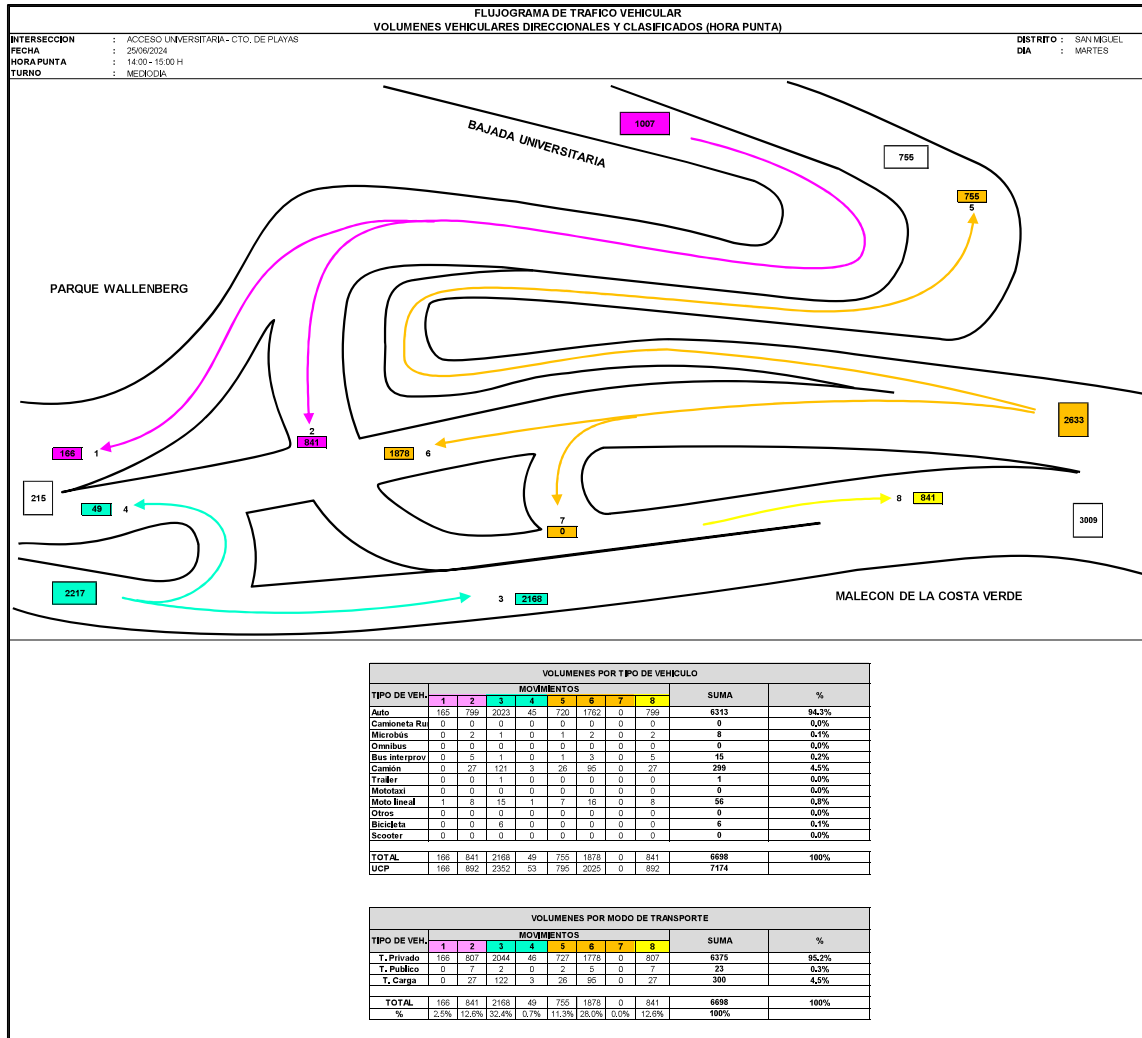 FLUJOGRAMA DE TRAFICO VEHICULAR
VOLUMENES VEHICULARES DIRECCIONALES Y CLASIFICADOS (HORA PUNTA)
INTERSECCION : ACCESO UNIVERSITARIA - CTO. DE PLAYAS DISTRITO : SAN MIGUEL
FECHA : 25/06/2024 DIA : MARTES
HORA PUNTA : 14:00 - 15:00 H
TURNO : MEDIODIA
1007
BAJADA UNIVERSITARIA
755
755
5
PARQUE WALLENBERG
2633
2
841
166 1
1878 6
215
49 4
8 841
7
0
3009
2217
3 2168
MALECON DE LA COSTA VERDE
VOLUMENES POR TIPO DE VEHICULO
TIPO DE VEH. MOVIMIENTOS SUMA %
1 2 3 4 5 6 7 8
Auto 165 799 2023 45 720 1762 0 799 6313 94.3%
Camioneta Ru 0 0 0 0 0 0 0 0 0 0.0%
Microbús 0 2 1 0 1 2 0 2 8 0.1%
Omnibus 0 0 0 0 0 0 0 0 0 0.0%
Bus interprov 0 5 1 0 1 3 0 5 15 0.2%
Camión 0 27 121 3 26 95 0 27 299 4.5%
Trailer 0 0 1 0 0 0 0 0 1 0.0%
Mototaxi 0 0 0 0 0 0 0 0 0 0.0%
Moto lineal 1 8 15 1 7 16 0 8 56 0.8%
Otros 0 0 0 0 0 0 0 0 0 0.0%
Bicicleta 0 0 6 0 0 0 0 0 6 0.1%
Scooter 0 0 0 0 0 0 0 0 0 0.0%
TOTAL 166 841 2168 49 755 1878 0 841 6698 100%
UCP 166 892 2352 53 795 2025 0 892 7174
VOLUMENES POR MODO DE TRANSPORTE
TIPO DE VEH. MOVIMIENTOS SUMA %
1 2 3 4 5 6 7 8
T. Privado 166 807 2044 46 727 1778 0 807 6375 95.2%
T. Publico 0 7 2 0 2 5 0 7 23 0.3%
T. Carga 0 27 122 3 26 95 0 27 300 4.5%
TOTAL 166 841 2168 49 755 1878 0 841 6698 100%
% 2.5% 12.6% 32.4% 0.7% 11.3% 28.0% 0.0% 12.6% 100%